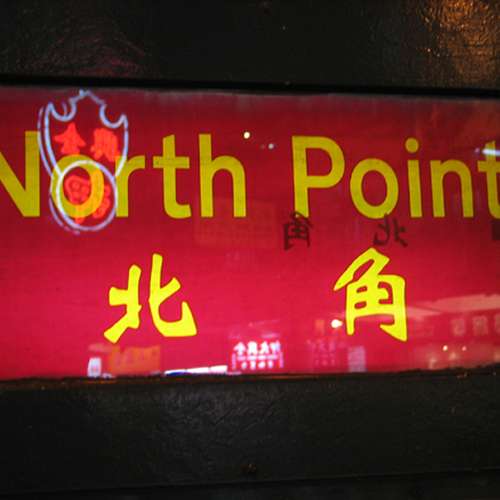 North Point
北角